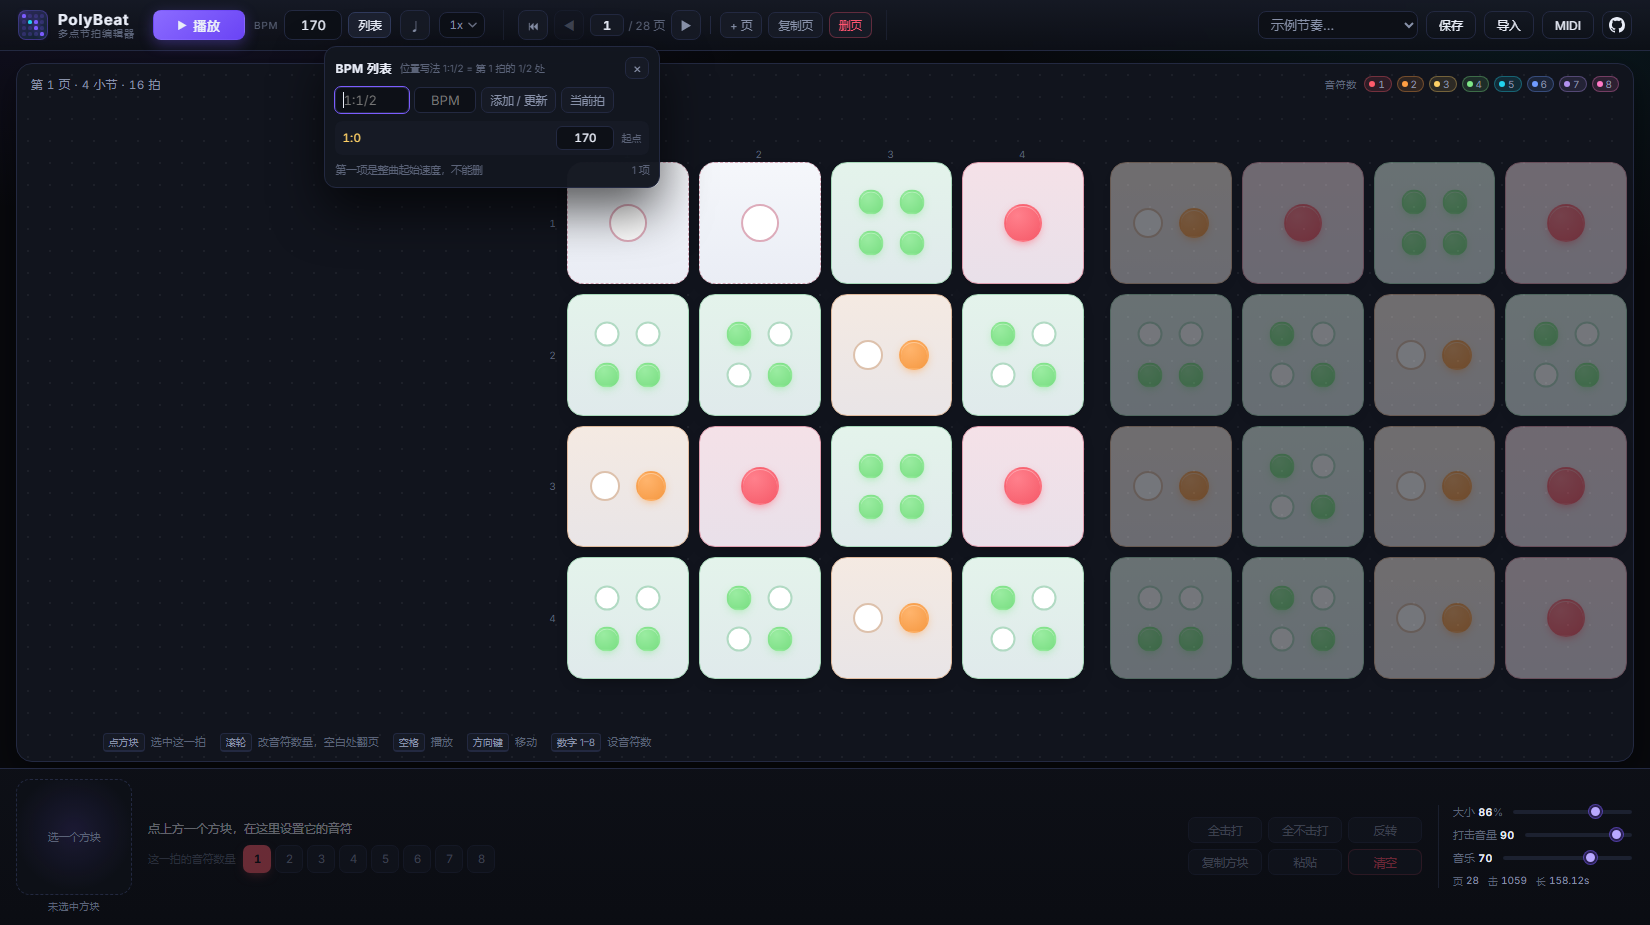 PolyBeat
多点节拍编辑器
▶ 播放
BPM 170 列表 ♩ 1x
⏮ ◀ 1 / 28 页 ▶
+ 页 复制页 删页
示例节奏... 保存 导入 MIDI
BPM 列表 位置写法 1:1/2 = 第 1 拍的 1/2 处 ×
1:1/2 BPM 添加 / 更新 当前拍
1:0 170 起点
第一项是整曲起始速度，不能删 1 项
第 1 页 · 4 小节 · 16 拍
音符数 1 2 3 4 5 6 7 8
2 3 4
1
2
3
4
点方块 选中这一拍 滚轮 改音符数量，空白处翻页 空格 播放 方向键 移动 数字 1-8 设音符数
选一个方块
未选中方块
点上方一个方块，在这里设置它的音符
这一拍的音符数量 1 2 3 4 5 6 7 8
全击打 全不击打 反转
复制方块 粘贴 清空
大小 86%
打击音量 90
音乐 70
页 28 击 1059 长 158.12s